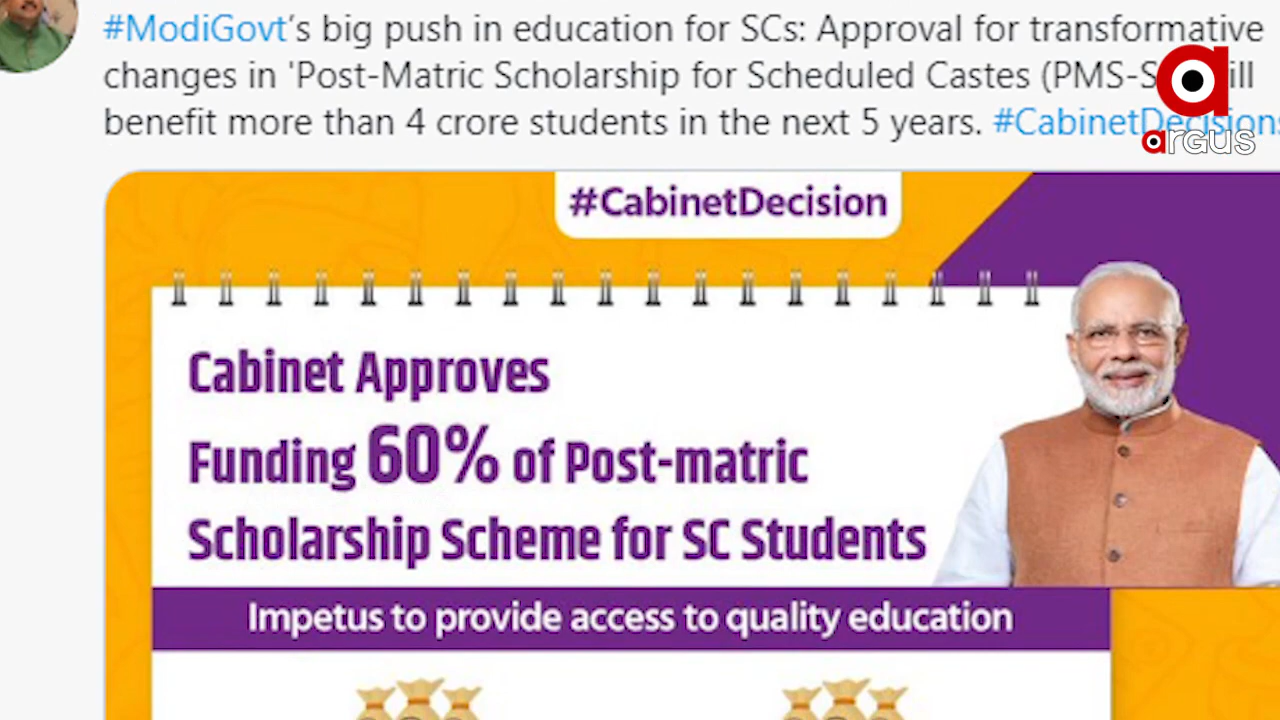 #ModiGovt's big push in education for SCs: Approval for transformative
changes in 'Post-Matric Scholarship for Scheduled Castes
benefit more than 4 crore students in the next 5 years. #CabinetDecisions
argus
#CabinetDecision
Cabinet Approves
Funding 60% of Post-matric
Scholarship Scheme for SC Students
Impetus to provide access to quality education